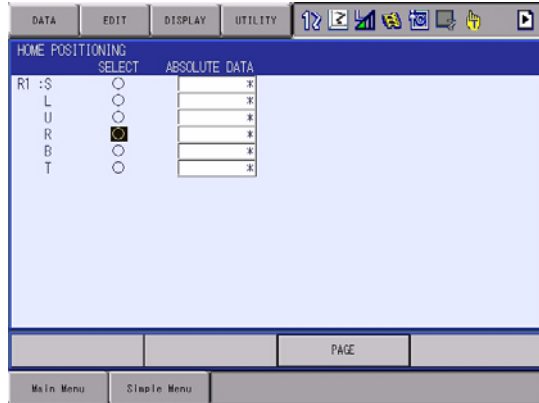 DATA EDIT DISPLAY UTILITY
HOME POSITIONING
SELECT ABSOLUTE DATA
R1 :S *
L *
U *
R *
B *
T *
PAGE
Main Menu Simple Menu